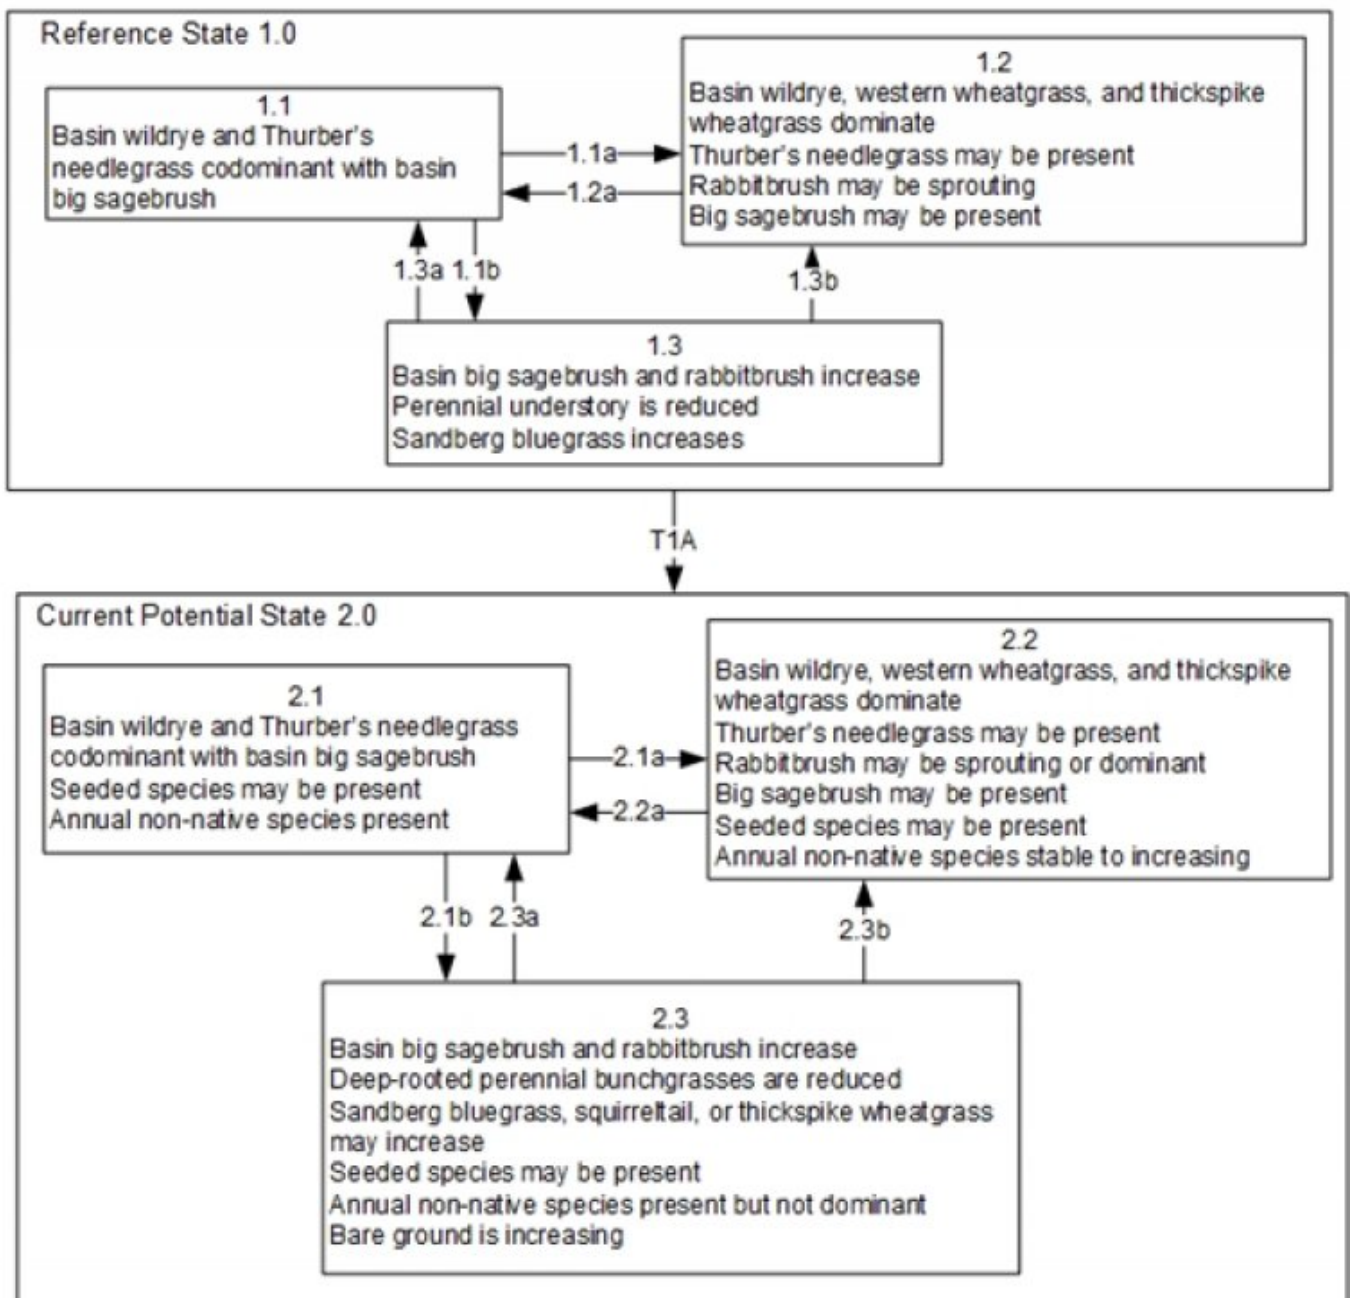 Reference State 1.0
1.1
Basin wildrye and Thurber's
needlegrass codominant with basin
big sagebrush
1.1a
1.2a
1.2
Basin wildrye, western wheatgrass, and thickspike
wheatgrass dominate
Thurber's needlegrass may be present
Rabbitbrush may be sprouting
Big sagebrush may be present
1.3a
1.1b
1.3b
1.3
Basin big sagebrush and rabbitbrush increase
Perennial understory is reduced
Sandberg bluegrass increases
T1A
Current Potential State 2.0
2.1
Basin wildrye and Thurber's needlegrass
codominant with basin big sagebrush
Seeded species may be present
Annual non-native species present
2.1a
2.2a
2.2
Basin wildrye, western wheatgrass, and thickspike
wheatgrass dominate
Thurber's needlegrass may be present
Rabbitbrush may be sprouting or dominant
Big sagebrush may be present
Seeded species may be present
Annual non-native species stable to increasing
2.1b
2.3a
2.3b
2.3
Basin big sagebrush and rabbitbrush increase
Deep-rooted perennial bunchgrasses are reduced
Sandberg bluegrass, squirreltail, or thickspike wheatgrass
may increase
Seeded species may be present
Annual non-native species present but not dominant
Bare ground is increasing